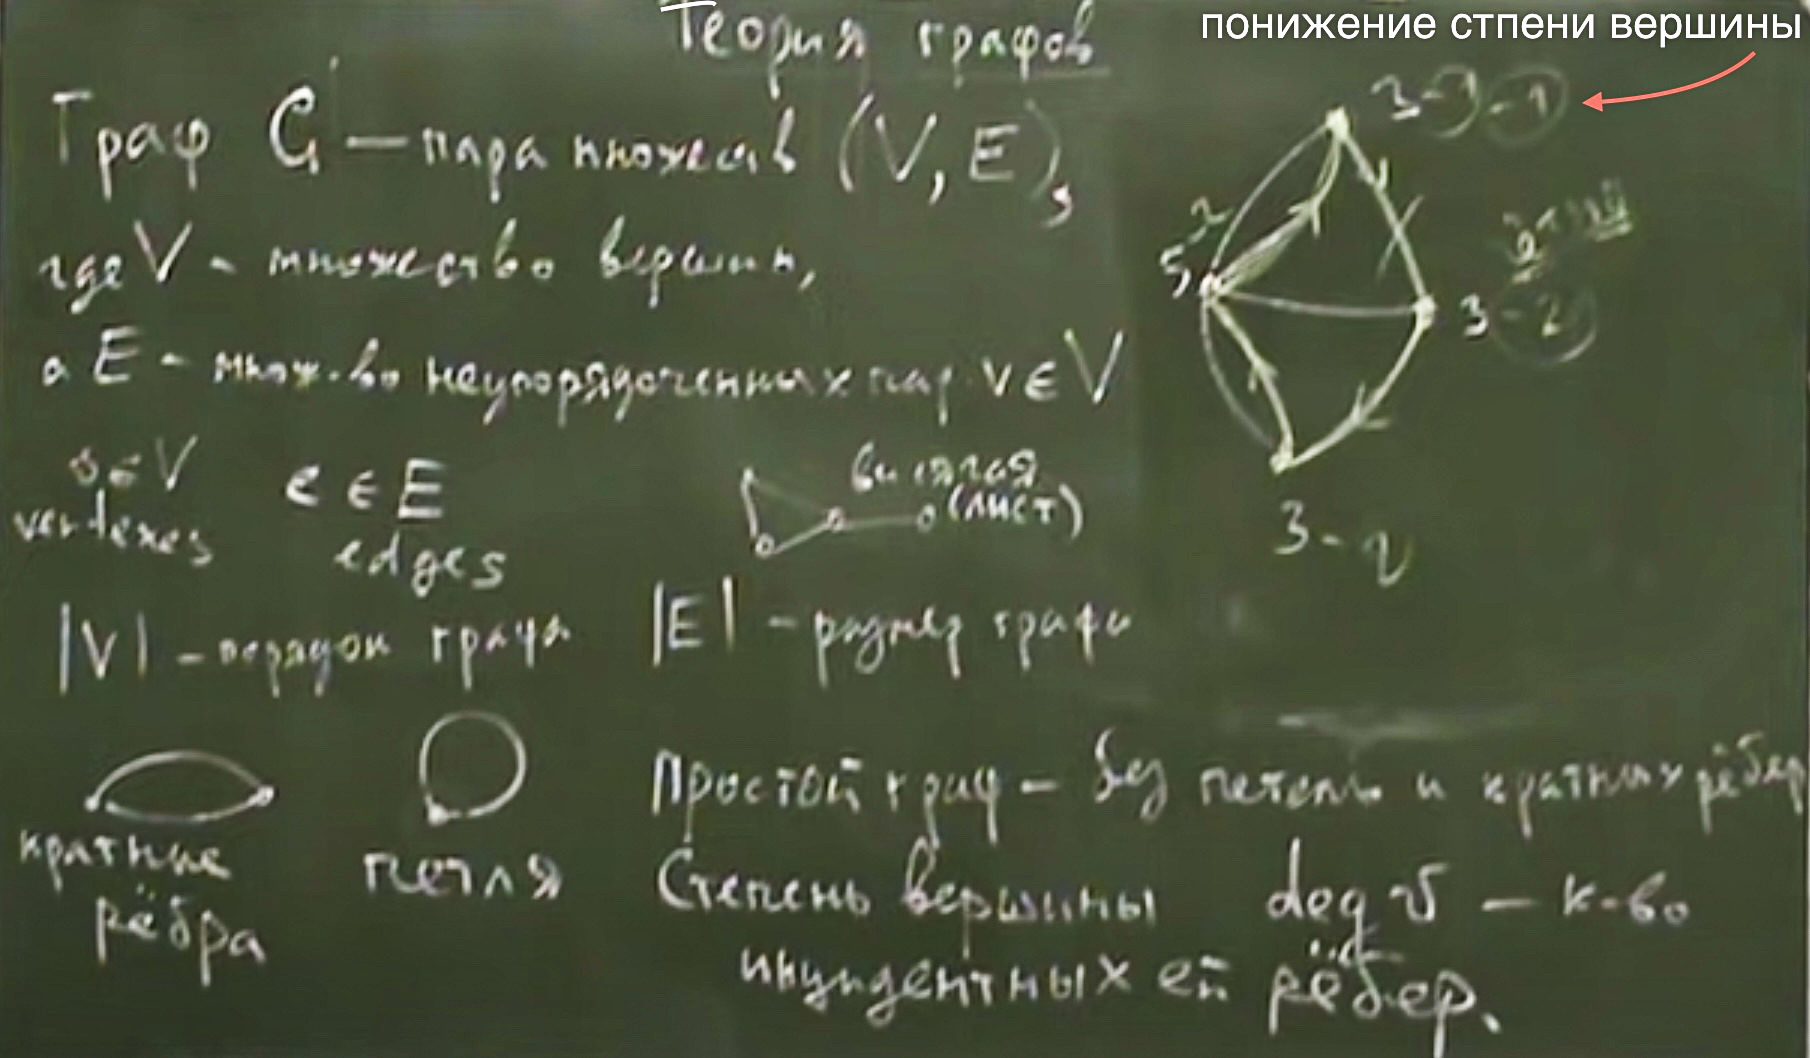 Теория графов
понижение стпени вершины
Граф G — пара множеств (V, E),
где V - множество вершин,
а E - множ-во неупорядоченных пар v ∈ V
v ∈ V e ∈ E
vertexes edges
висячая
(лист)
|V| - порядок графа |E| - размер графа
кратные
рёбра
петля
Простой граф - без петель и кратных рёбер
Степень вершины deg v — к-во
инцидентных ей рёбер.
3-1-1
5
3-2
3-2